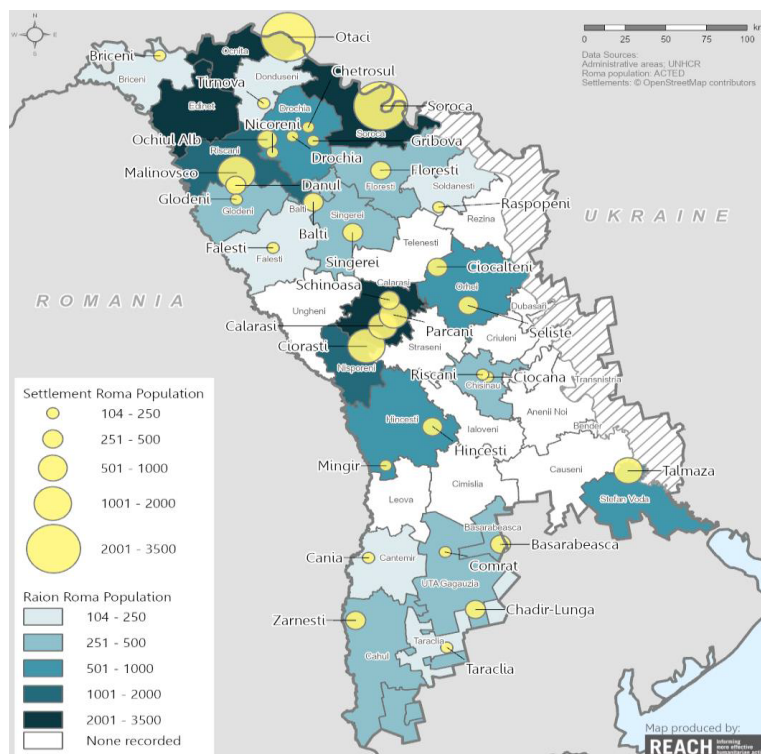 N
W
E
S
km
0
25
50
75
100
Data Sources:
Administrative areas; UNHCR
Roma population: ACTED
Settlements: © OpenStreetMap contributors
Otaci
Briceni
Ocnita
Briceni
Donduseni
Chetrosul
Tirnova
Edinet
Drochia
Soroca
Nicoreni
Soroca
Ochiul Alb
Gribova
Riscani
Drochia
Malinovsco
Floresti
Danul
Floresti
Soldanesti
Glodeni
Glodeni
Balti
Raspopeni
Singerei
Rezina
UKRAINE
Balti
Telenesti
Falesti
Falesti
Singerei
Ciocalteni
Schinoasa
Calarasi
Orhei
ROMANIA
Ungheni
Dubasari
Parcani
Seliste
Calarasi
Criuleni
Straseni
Ciorasti
Riscani
Ciocana
Nisporeni
Chisinau
Transnistria
Anenii Noi
Hincesti
Ialoveni
Bender
Hincesti
Mingir
Causeni
Talmaza
Leova
Cimislia
Stefan Voda
Basarabeasca
Basarabeasca
Cania
Cantemir
Comrat
UTA Gagauzia
Chadir-Lunga
Zarnesti
Taraclia
Cahul
Taraclia
Settlement Roma Population
104 - 250
251 - 500
501 - 1000
1001 - 2000
2001 - 3500
Raion Roma Population
104 - 250
251 - 500
501 - 1000
1001 - 2000
2001 - 3500
None recorded
Map produced by:
REACH
informing
more effective
humanitarian action